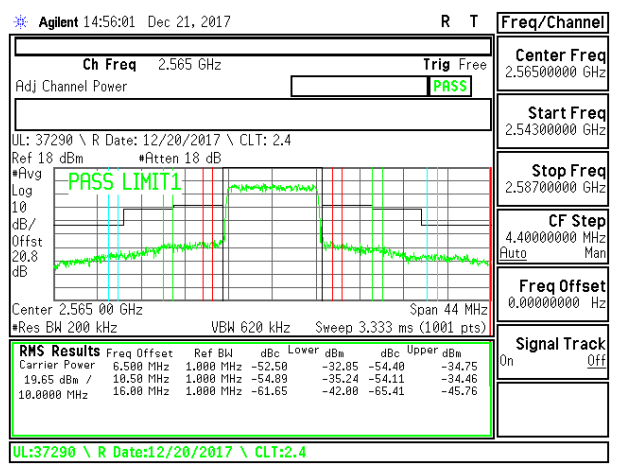 Agilent 14:56:01 Dec 21, 2017 R T
Freq/Channel
Ch Freq 2.565 GHz Trig Free
Adj Channel Power PASS
Center Freq
2.56500000 GHz
Start Freq
2.54300000 GHz
Stop Freq
2.58700000 GHz
CF Step
4.40000000 MHz
Auto Man
Freq Offset
0.00000000 Hz
Signal Track
On Off
UL: 37290 \ R Date: 12/20/2017 \ CLT: 2.4
Ref 18 dBm #Atten 18 dB
#Avg
Log
10
dB/
Offst
20.8
dB
PASS LIMIT1
Center 2.565 00 GHz Span 44 MHz
#Res BW 200 kHz VBW 620 kHz Sweep 3.333 ms (1001 pts)
RMS Results Freq Offset Ref BW dBc Lower dBm dBc Upper dBm
Carrier Power 6.500 MHz 1.000 MHz -52.50 -32.85 -54.40 -34.75
19.65 dBm / 10.50 MHz 1.000 MHz -54.89 -35.24 -54.11 -34.46
10.0000 MHz 16.00 MHz 1.000 MHz -61.65 -42.00 -65.41 -45.76
UL:37290 \ R Date:12/20/2017 \ CLT:2.4